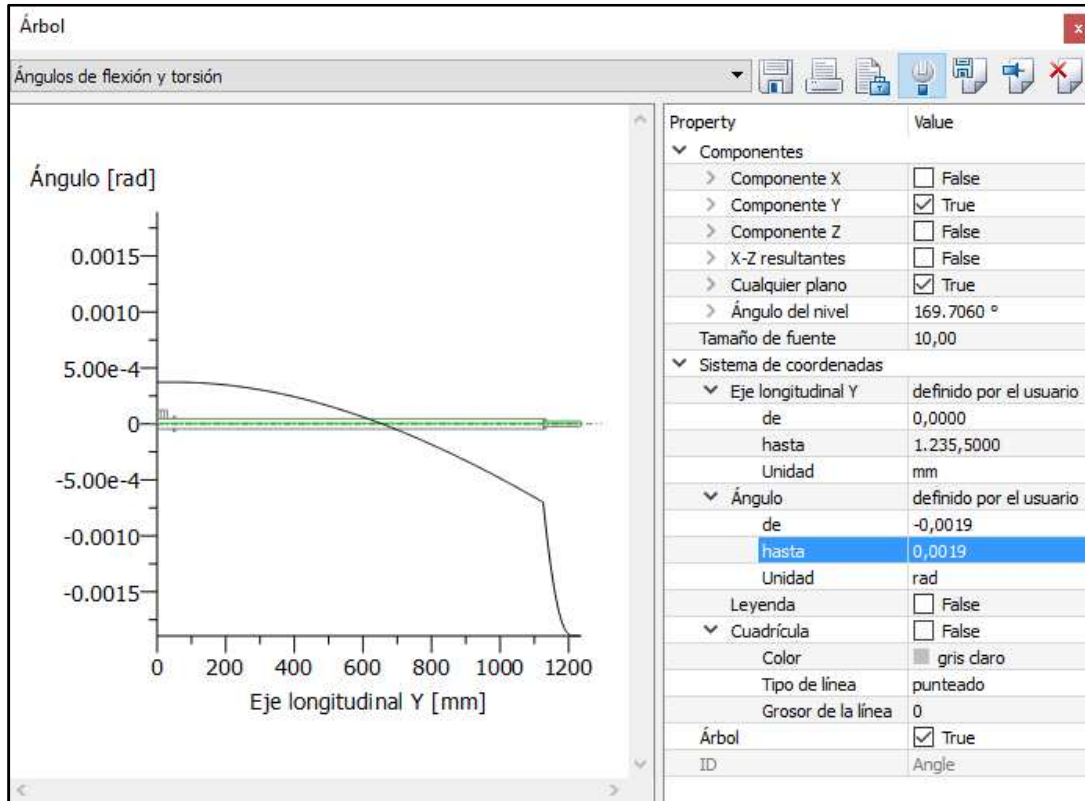 Árbol
x
Ángulos de flexión y torsión
Ángulo [rad]
0.0015
0.0010
5.00e-4
0
-5.00e-4
-0.0010
-0.0015
0 200 400 600 800 1000 1200
Eje longitudinal Y [mm]
Property Value
Componentes
Componente X False
Componente Y True
Componente Z False
X-Z resultantes False
Cualquier plano True
Ángulo del nivel 169.7060 °
Tamaño de fuente 10,00
Sistema de coordenadas
Eje longitudinal Y definido por el usuario
de 0,0000
hasta 1.235,5000
Unidad mm
Ángulo definido por el usuario
de -0,0019
hasta 0,0019
Unidad rad
Leyenda False
Cuadrícula False
Color gris claro
Tipo de línea punteado
Grosor de la línea 0
Árbol True
ID Angle